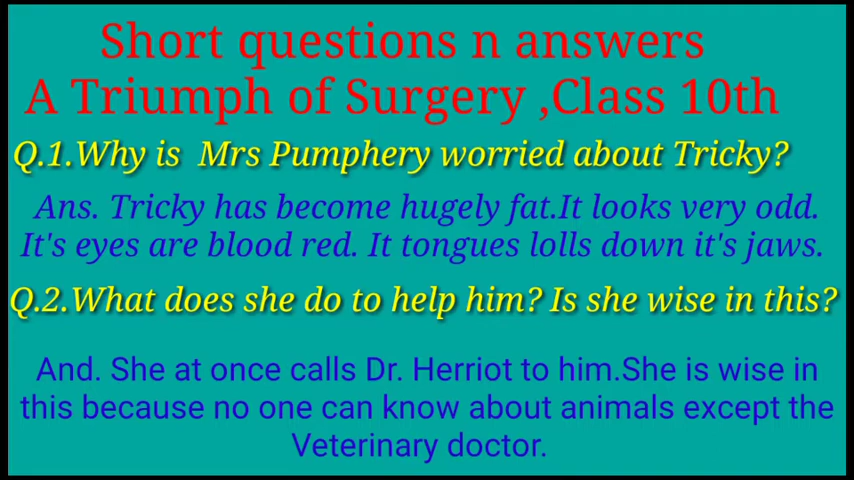 Short questions n answers
A Triumph of Surgery ,Class 10th
Q.1.Why is Mrs Pumphery worried about Tricky?
Ans. Tricky has become hugely fat.It looks very odd.
It's eyes are blood red. It tongues lolls down it's jaws.
Q.2.What does she do to help him? Is she wise in this?
And. She at once calls Dr. Herriot to him.She is wise in
this because no one can know about animals except the
Veterinary doctor.